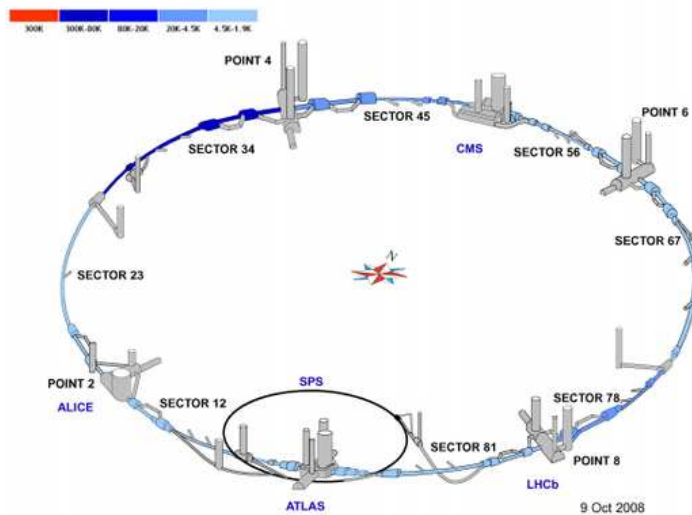 300K 300K-80K 80K-20K 20K-4.5K 4.5K-1.9K
POINT 4
SECTOR 45
POINT 6
SECTOR 34
CMS
SECTOR 56
SECTOR 67
N
SECTOR 23
SPS
POINT 2
ALICE
SECTOR 12
SECTOR 78
SECTOR 81
POINT 8
LHCb
ATLAS
9 Oct 2008